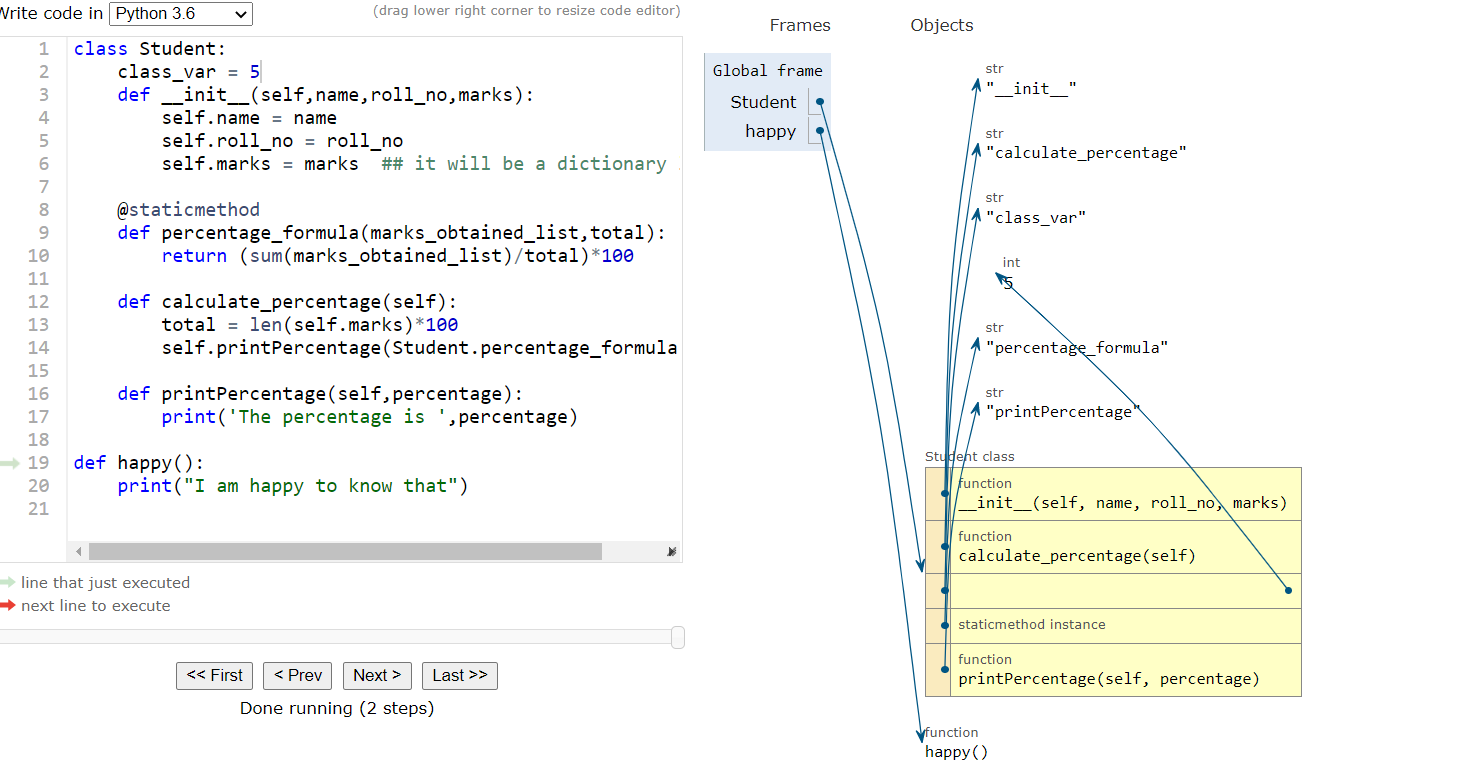 Write code in Python 3.6
(drag lower right corner to resize code editor)
1 class Student:
2     class_var = 5
3     def __init__(self,name,roll_no,marks):
4         self.name = name
5         self.roll_no = roll_no
6         self.marks = marks  ## it will be a dictionary
7
8     @staticmethod
9     def percentage_formula(marks_obtained_list,total):
10         return (sum(marks_obtained_list)/total)*100
11
12     def calculate_percentage(self):
13         total = len(self.marks)*100
14         self.printPercentage(Student.percentage_formula
15
16     def printPercentage(self,percentage):
17         print('The percentage is ',percentage)
18
19 def happy():
20     print("I am happy to know that")
21
line that just executed
next line to execute
<< First
< Prev
Next >
Last >>
Done running (2 steps)
Frames
Objects
Global frame
Student
happy
str
"__init__"
str
"calculate_percentage"
str
"class_var"
int
5
str
"percentage_formula"
str
"printPercentage"
Student class
function
__init__(self, name, roll_no, marks)
function
calculate_percentage(self)
staticmethod instance
function
printPercentage(self, percentage)
function
happy()